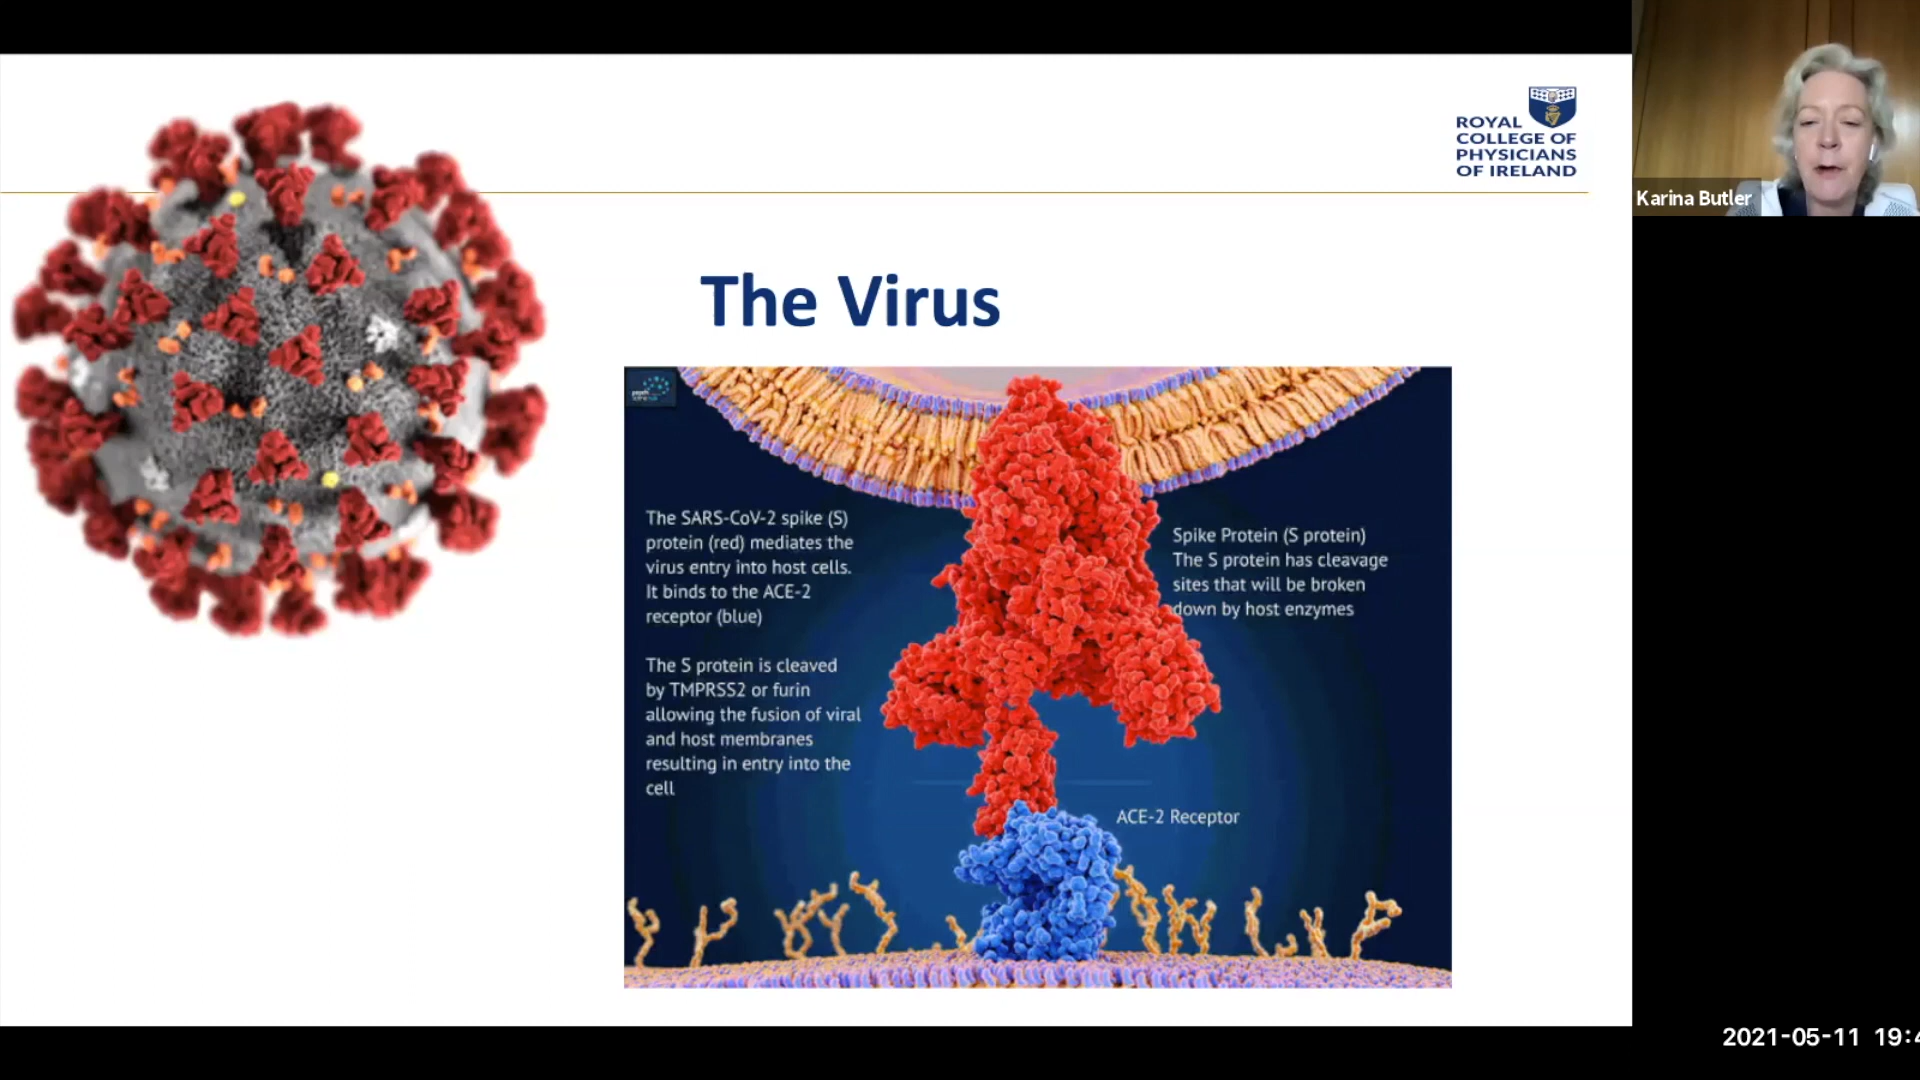 ROYAL
COLLEGE OF
PHYSICIANS
OF IRELAND
Karina Butler
The Virus
The SARS-CoV-2 spike (S)
protein (red) mediates the
virus entry into host cells.
It binds to the ACE-2
receptor (blue)
The S protein is cleaved
by TMPRSS2 or furin
allowing the fusion of viral
and host membranes
resulting in entry into the
cell
Spike Protein (S protein)
The S protein has cleavage
sites that will be broken
down by host enzymes
ACE-2 Receptor
2021-05-11 19:4